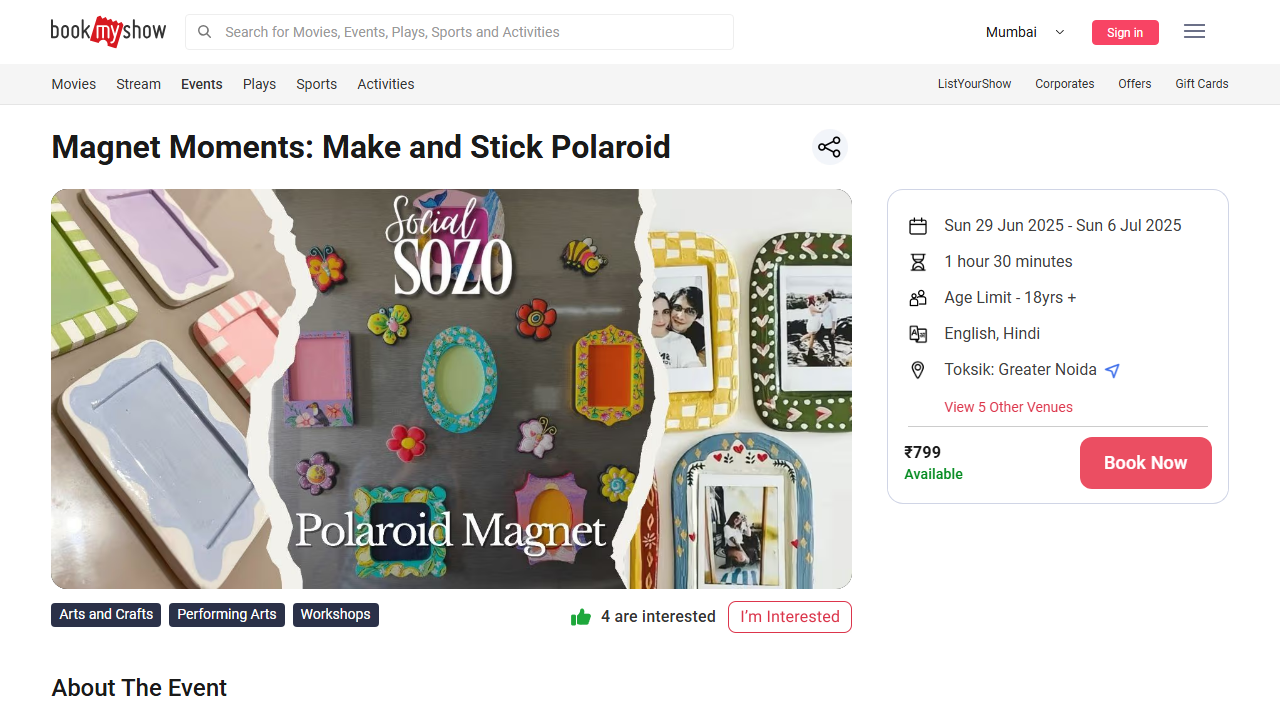 bookmyshow
Search for Movies, Events, Plays, Sports and Activities
Mumbai
Sign in
Movies Stream Events Plays Sports Activities
ListYourShow Corporates Offers Gift Cards
Magnet Moments: Make and Stick Polaroid
Social
SOZO
Polaroid Magnet
Sun 29 Jun 2025 - Sun 6 Jul 2025
1 hour 30 minutes
Age Limit - 18yrs +
English, Hindi
Toksik: Greater Noida
View 5 Other Venues
₹799
Available
Book Now
Arts and Crafts Performing Arts Workshops
4 are interested
I'm Interested
About The Event